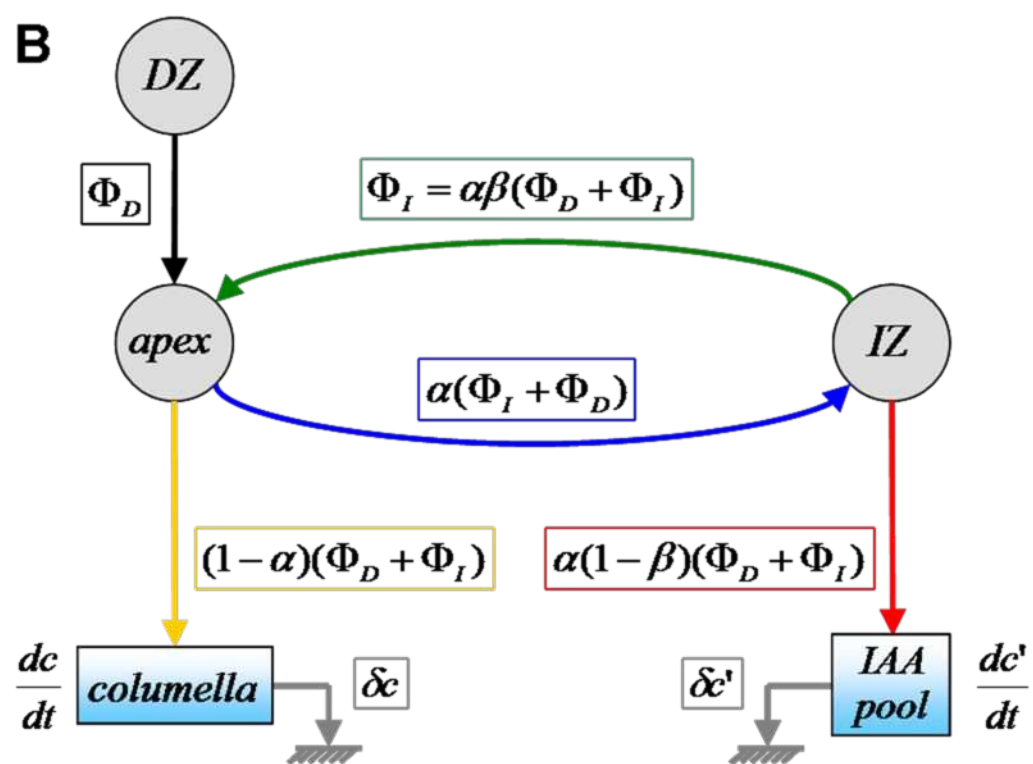 B
DZ
Φ_D
Φ_I = αβ(Φ_D + Φ_I)
apex
IZ
α(Φ_I + Φ_D)
(1 − α)(Φ_D + Φ_I)
α(1 − β)(Φ_D + Φ_I)
dc
dt
columella
δc
δc'
IAA
pool
dc'
dt